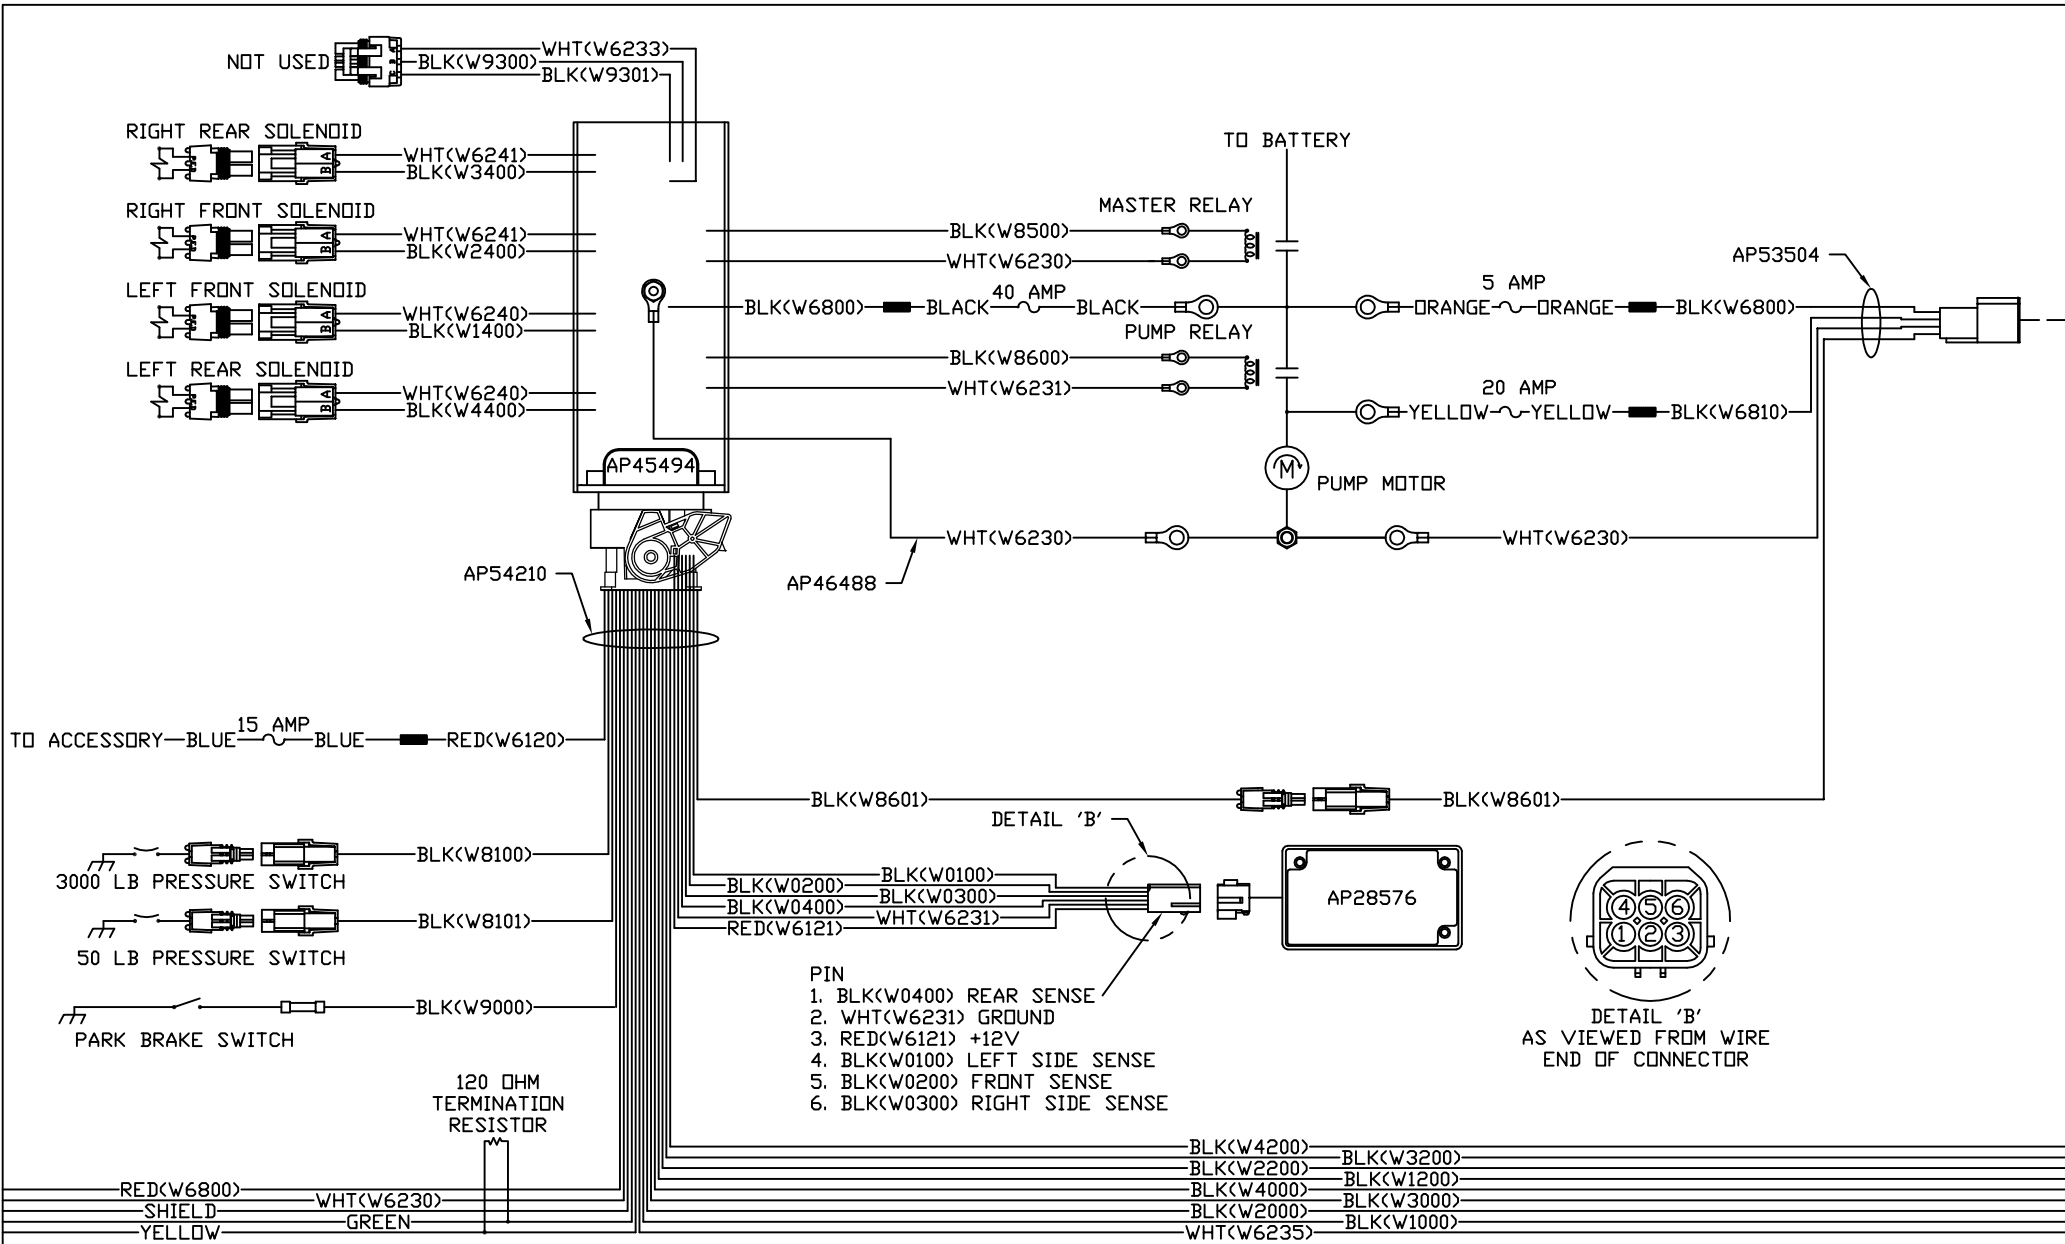 NOT USED
WHT(W6233)
BLK(W9300)
BLK(W9301)
RIGHT REAR SOLENOID
A
B
WHT(W6241)
BLK(W3400)
RIGHT FRONT SOLENOID
A
B
WHT(W6241)
BLK(W2400)
LEFT FRONT SOLENOID
A
B
WHT(W6240)
BLK(W1400)
LEFT REAR SOLENOID
A
B
WHT(W6240)
BLK(W4400)
AP45494
TO BATTERY
MASTER RELAY
BLK(W8500)
WHT(W6230)
BLK(W6800)
BLACK
40 AMP
BLACK
PUMP RELAY
BLK(W8600)
WHT(W6231)
5 AMP
ORANGE
ORANGE
BLK(W6800)
AP53504
20 AMP
YELLOW
YELLOW
BLK(W6810)
M
PUMP MOTOR
WHT(W6230)
WHT(W6230)
AP46488
AP54210
TO ACCESSORY
BLUE
15 AMP
BLUE
RED(W6120)
BLK(W8601)
BLK(W8601)
BLK(W8100)
3000 LB PRESSURE SWITCH
BLK(W8101)
50 LB PRESSURE SWITCH
BLK(W9000)
PARK BRAKE SWITCH
DETAIL 'B'
BLK(W0100)
BLK(W0200)
BLK(W0300)
BLK(W0400)
WHT(W6231)
RED(W6121)
AP28576
PIN
1. BLK(W0400) REAR SENSE
2. WHT(W6231) GROUND
3. RED(W6121) +12V
4. BLK(W0100) LEFT SIDE SENSE
5. BLK(W0200) FRONT SENSE
6. BLK(W0300) RIGHT SIDE SENSE
4 5 6
1 2 3
DETAIL 'B'
AS VIEWED FROM WIRE
END OF CONNECTOR
120 OHM
TERMINATION
RESISTOR
RED(W6800)
WHT(W6230)
SHIELD
GREEN
YELLOW
BLK(W4200)
BLK(W3200)
BLK(W2200)
BLK(W1200)
BLK(W4000)
BLK(W3000)
BLK(W2000)
BLK(W1000)
WHT(W6235)